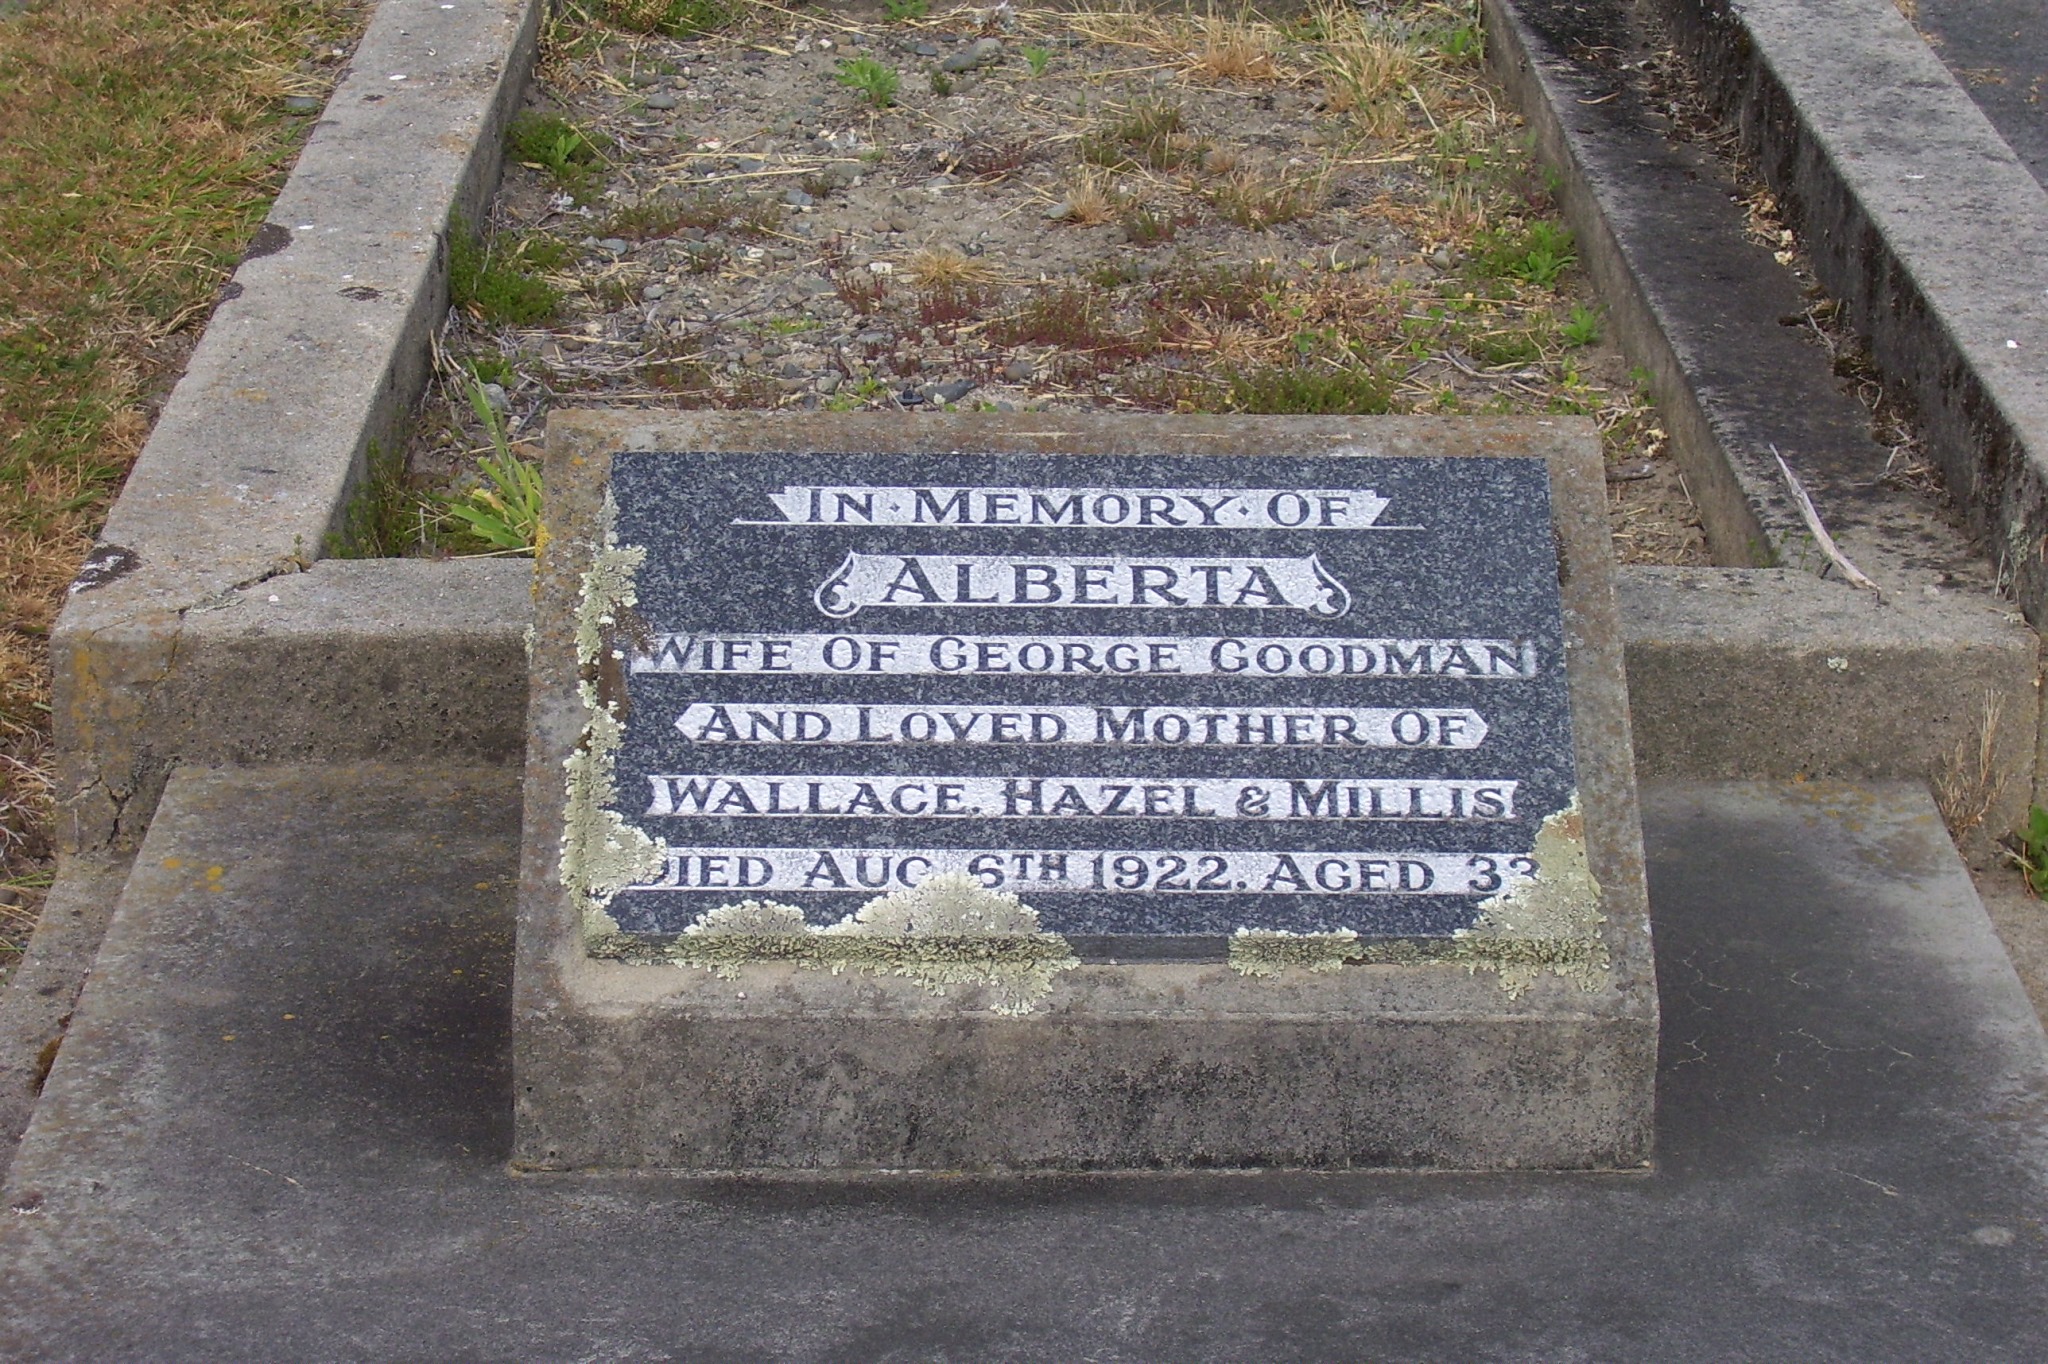 IN · MEMORY · OF
ALBERTA
WIFE OF GEORGE GOODMAN
AND LOVED MOTHER OF
WALLACE, HAZEL & MILLIS
DIED AUG 6TH 1922. AGED 33